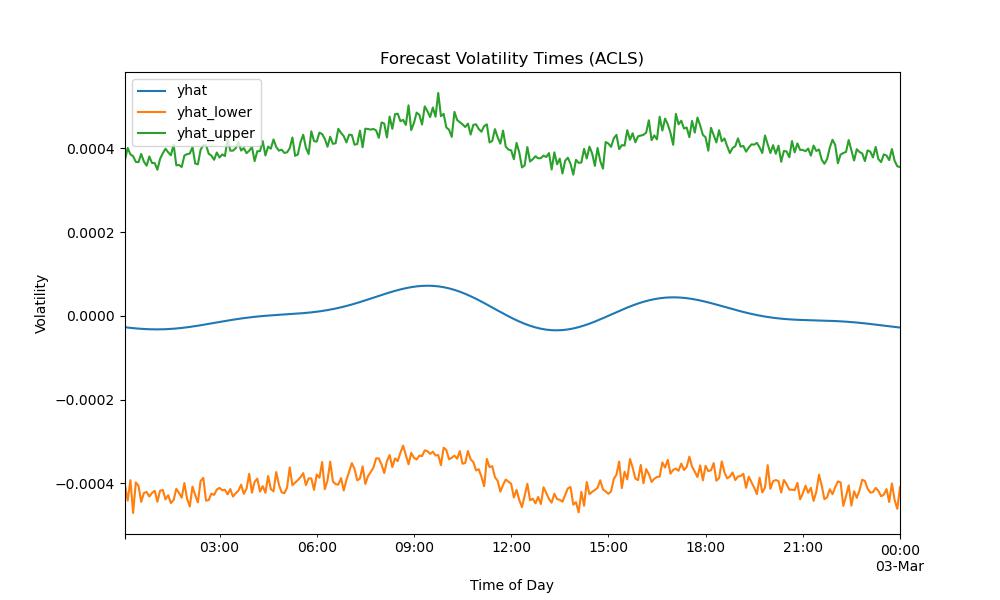 Forecast Volatility Times (ACLS)
yhat
yhat_lower
yhat_upper
0.0004
0.0002
0.0000
−0.0002
−0.0004
Volatility
03:00 06:00 09:00 12:00 15:00 18:00 21:00 00:00
03-Mar
Time of Day